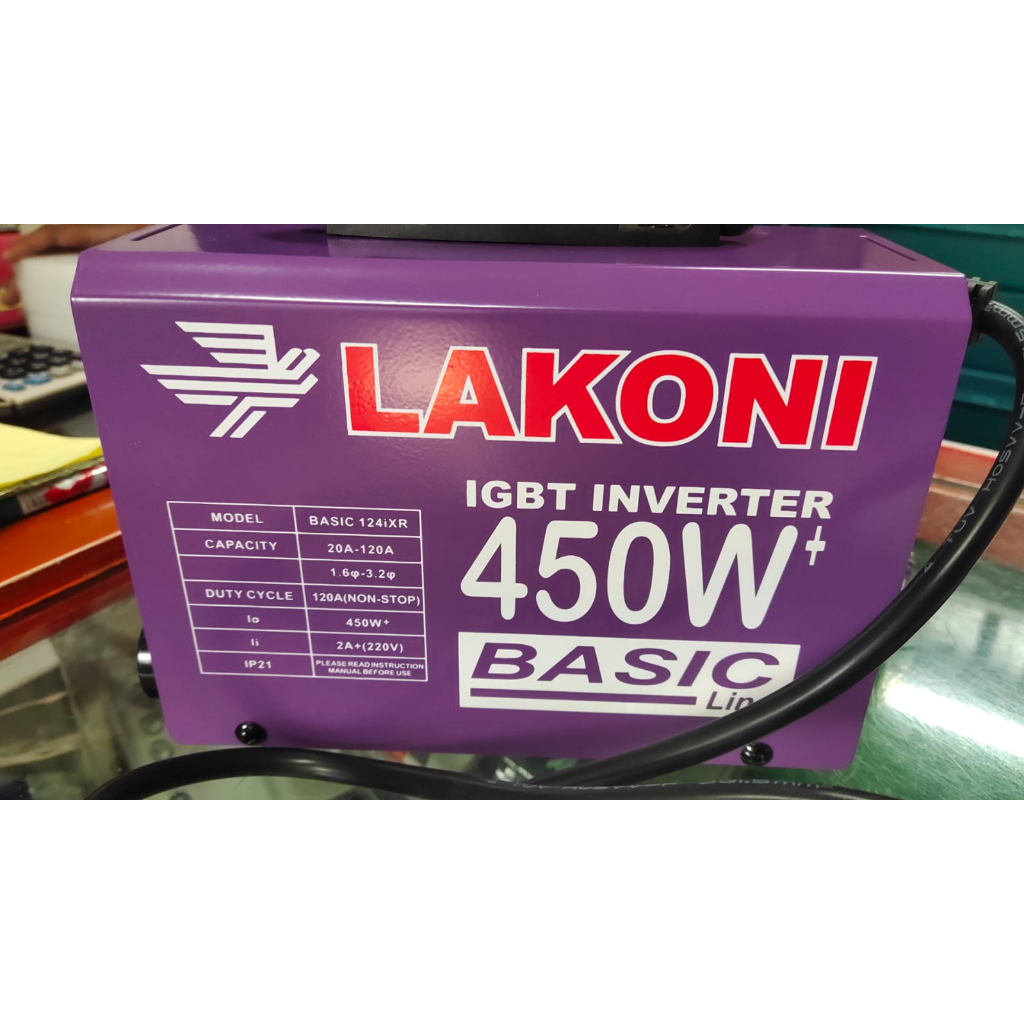 LAKONI
IGBT INVERTER
450W+
BASIC
MODEL BASIC 124iXR
CAPACITY 20A-120A
1.6φ-3.2φ
DUTY CYCLE 120A(NON-STOP)
Io 450W+
Ii 2A+(220V)
IP21 PLEASE READ INSTRUCTION
MANUAL BEFORE USE